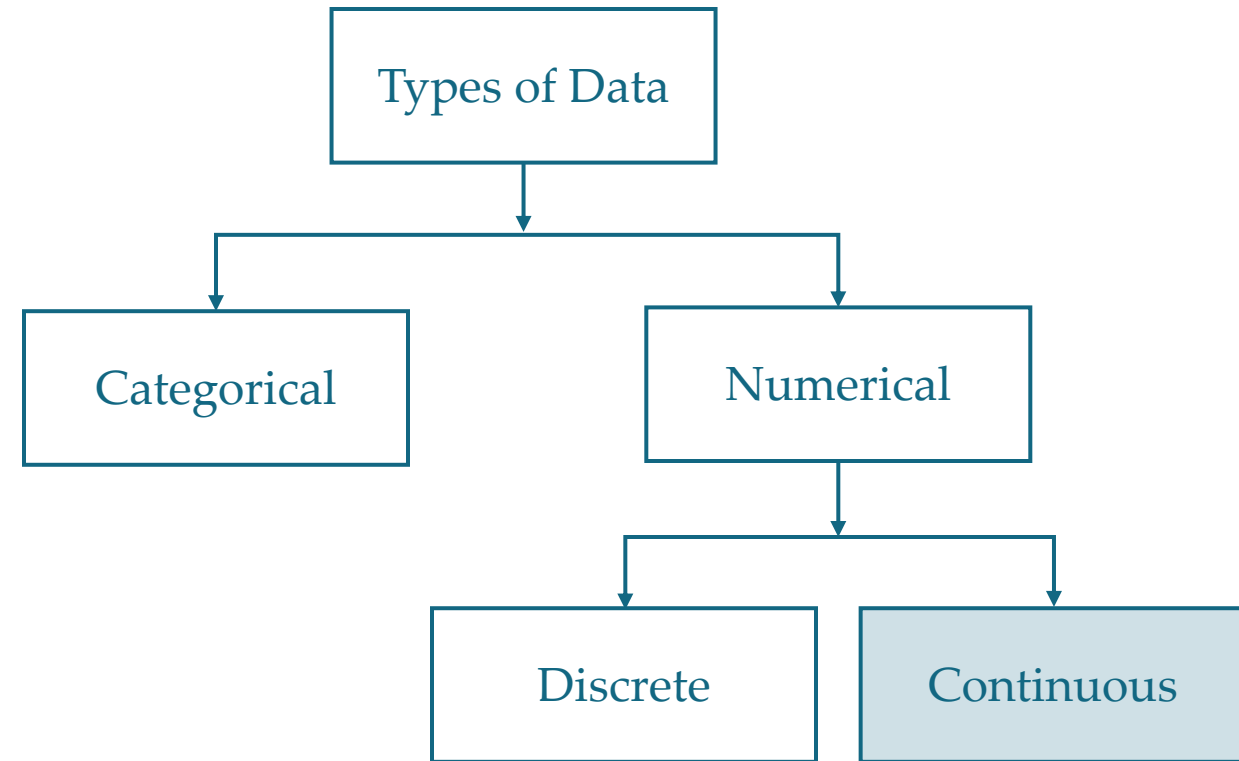 Types of Data
Categorical
Numerical
Discrete
Continuous